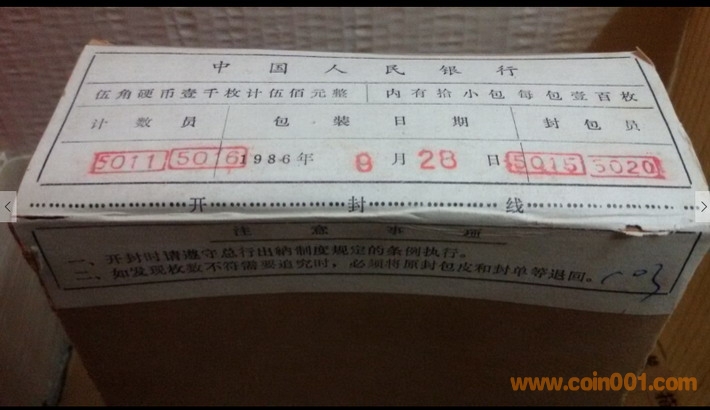 中国人民银行
伍角硬币壹千枚计伍佰元整 内有拾小包每包壹百枚
计数员 包装日期 封包员
5011 5016 1986年 9月28日 5015 5020
开封线
注意事项
一、开封时请遵守总行出纳制度规定的条例执行。
二、如发现枚数不符需要追究时，必须将原封包皮和封单等退回。
www.coin001.com